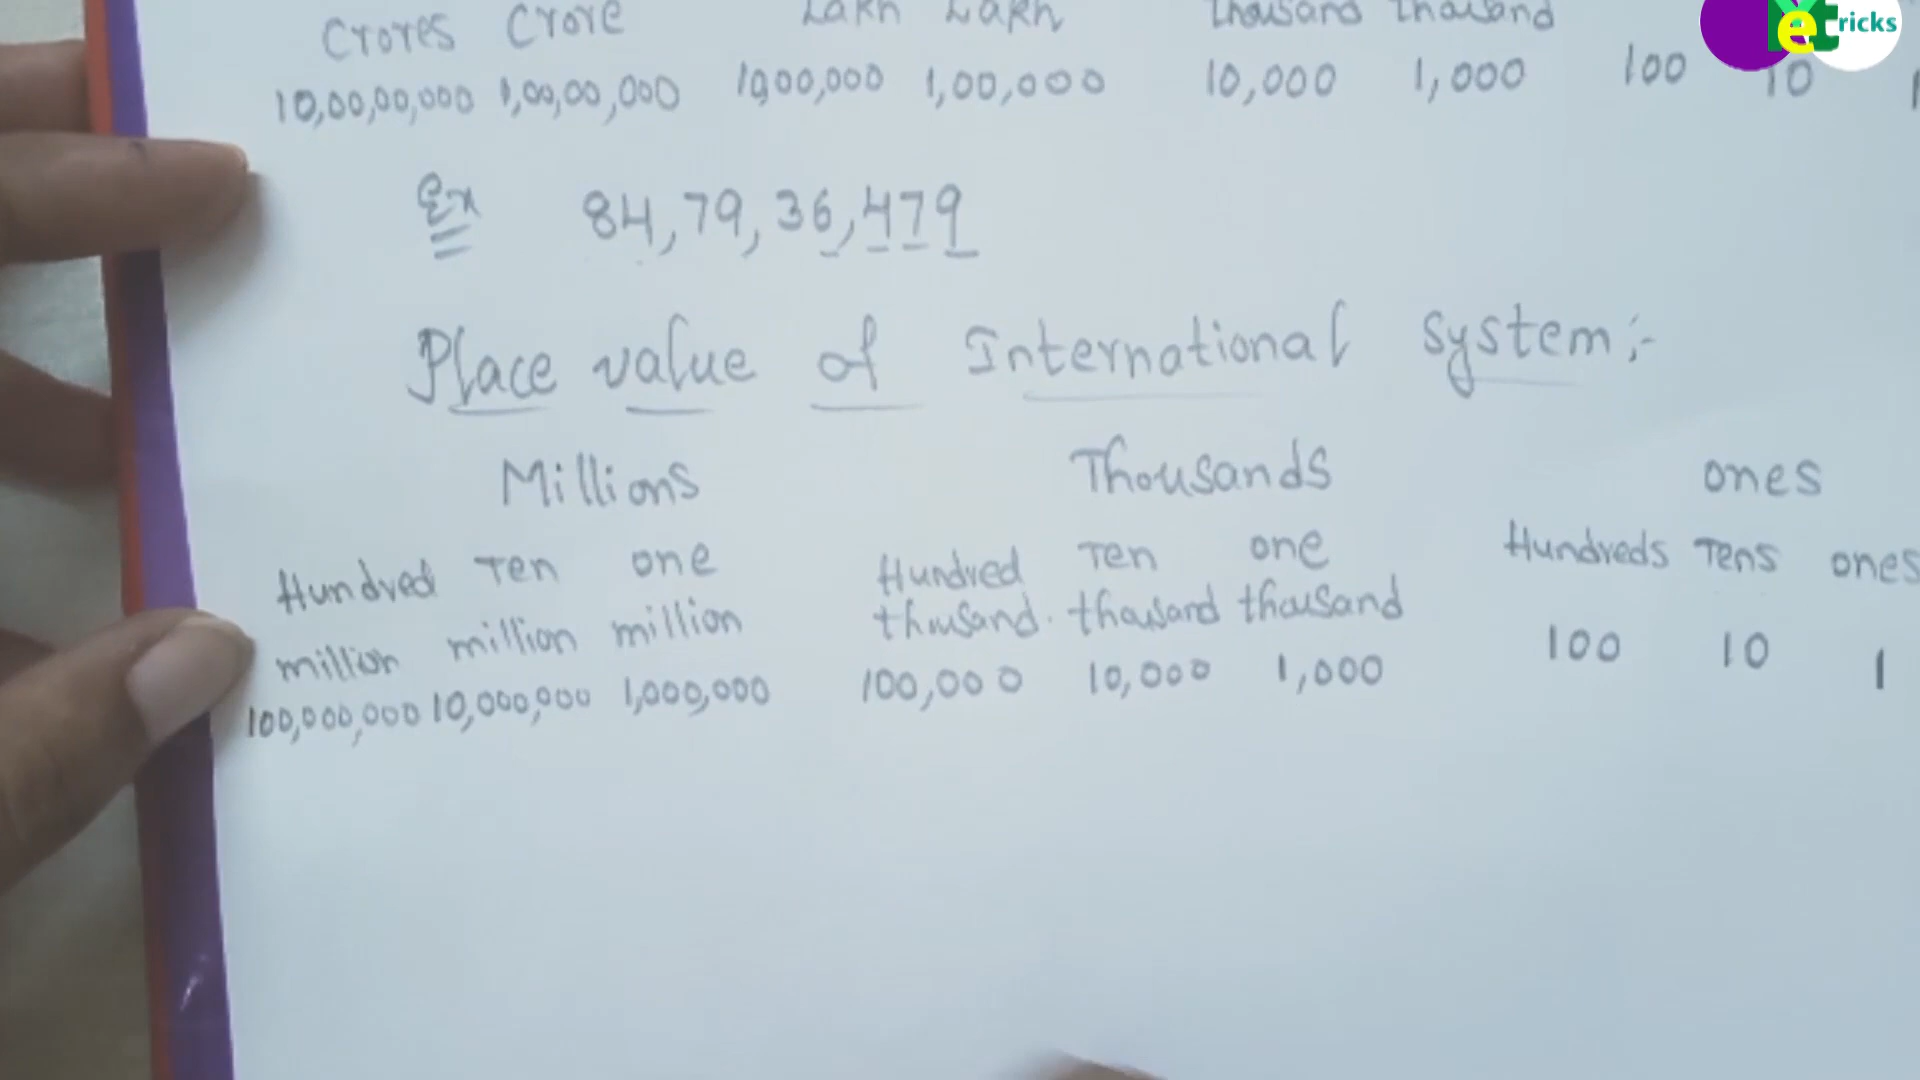 Crores Crore Lakh Lakh thousand thousand
10,00,00,000 1,00,00,000 10,00,000 1,00,000 10,000 1,000 100 10 1
Ex 84,79,36,479
Place value of International system:-
Millions Thousands ones
Hundred Ten one Hundred Ten one Hundreds Tens ones
million million million thousand. thousand thousand
100,000,000 10,000,000 1,000,000 100,000 10,000 1,000 100 10 1
Yetricks